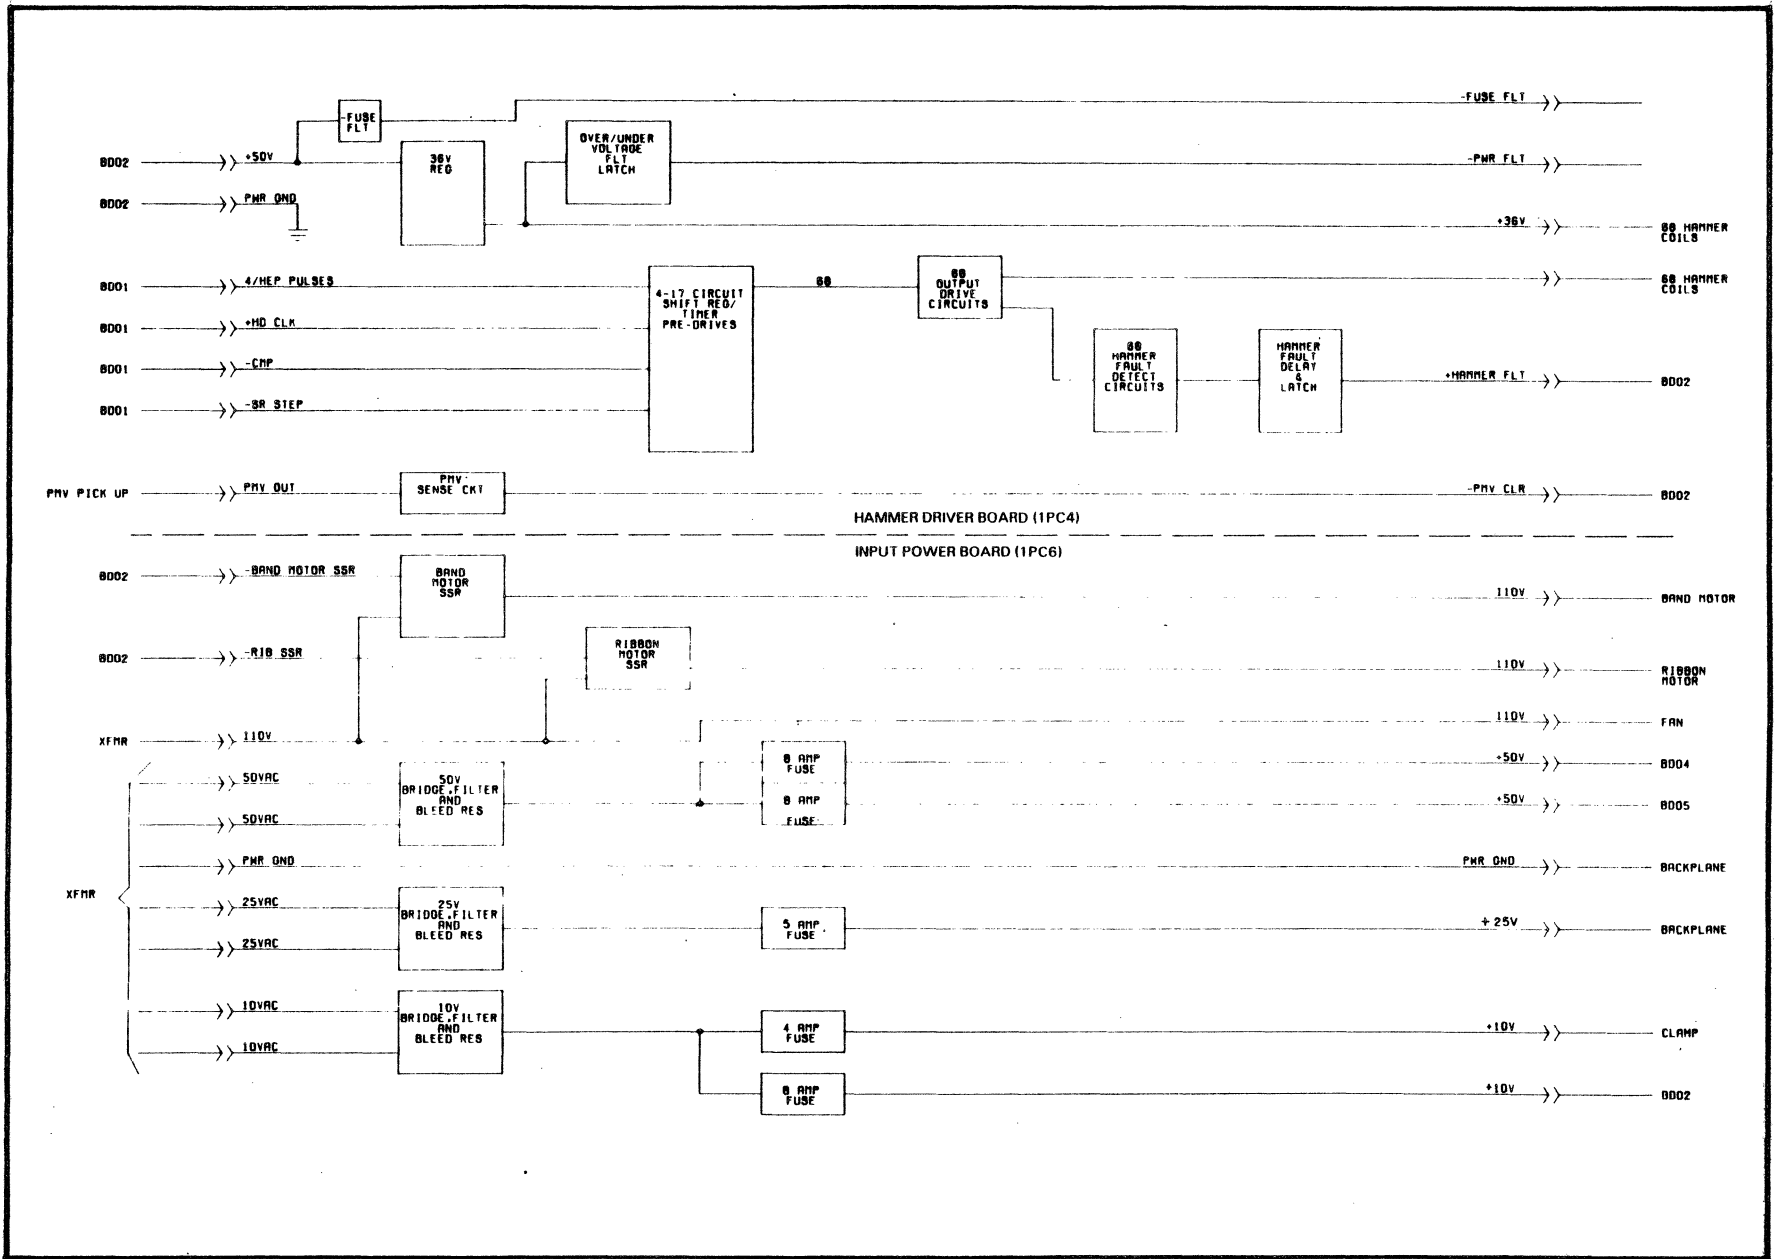 -FUSE FLT
-FUSE
FLT
OVER/UNDER
VOLTAGE
FLT
LATCH
BD02
+50V
36V
REG
-PWR FLT
BD02
PWR GND
+36V
68 HAMMER
COILS
BD01
4/HEP PULSES
4-17 CIRCUIT
SHIFT REG/
TIMER
PRE-DRIVES
68
68
OUTPUT
DRIVE
CIRCUITS
68 HAMMER
COILS
BD01
+HD CLK
BD01
-CMP
68
HAMMER
FAULT
DETECT
CIRCUITS
HAMMER
FAULT
DELAY
&
LATCH
+HAMMER FLT
BD02
BD01
-SR STEP
PMV PICK UP
PMV OUT
PMV
SENSE CKT
-PMV CLR
BD02
HAMMER DRIVER BOARD (1PC4)
INPUT POWER BOARD (1PC6)
BD02
-BAND MOTOR SSR
BAND
MOTOR
SSR
110V
BAND MOTOR
BD02
-RIB SSR
RIBBON
MOTOR
SSR
110V
RIBBON
MOTOR
XFMR
110V
110V
FAN
50VAC
50V
BRIDGE,FILTER
AND
BLEED RES
8 AMP
FUSE
+50V
BD04
50VAC
8 AMP
FUSE
+50V
BD05
PWR GND
PWR GND
BACKPLANE
XFMR
25VAC
25V
BRIDGE,FILTER
AND
BLEED RES
5 AMP
FUSE
+25V
BACKPLANE
25VAC
10VAC
10V
BRIDGE,FILTER
AND
BLEED RES
4 AMP
FUSE
+10V
CLAMP
10VAC
8 AMP
FUSE
+10V
BD02